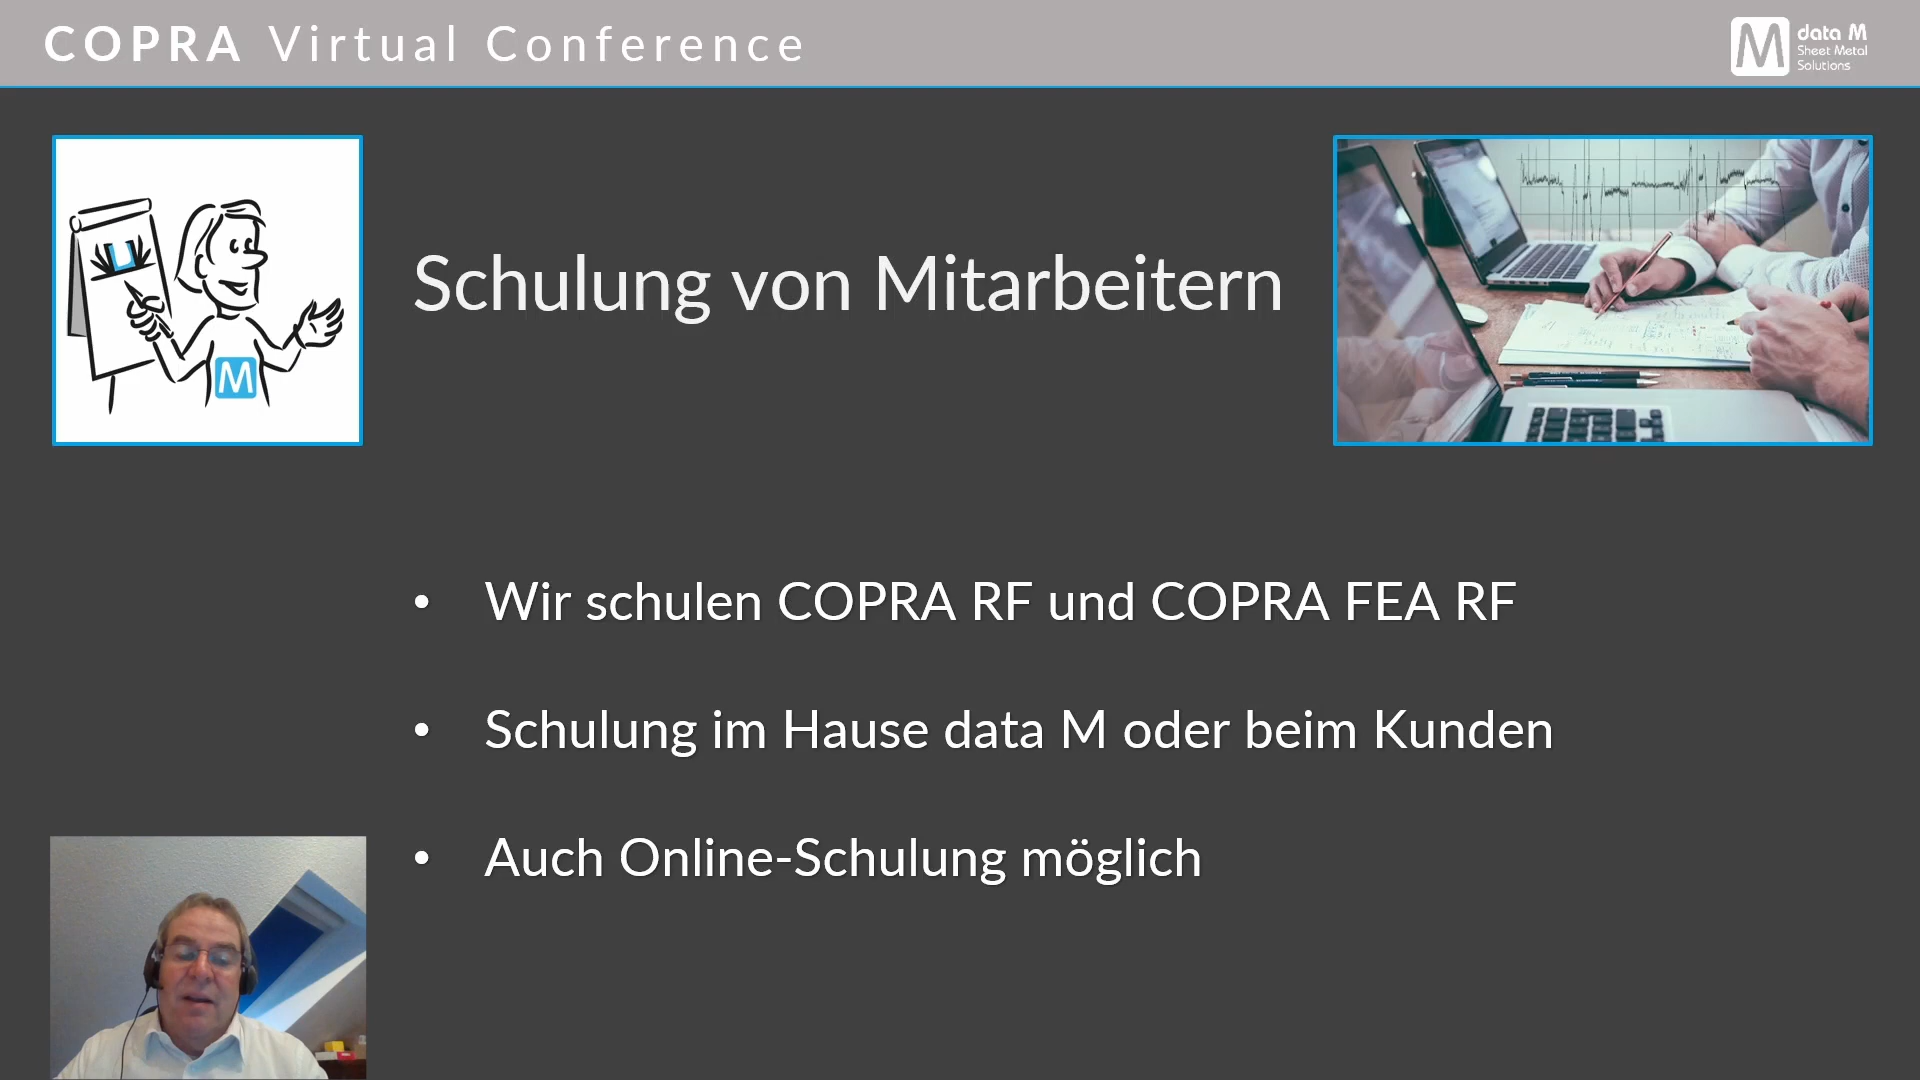 COPRA Virtual Conference
M data M
Sheet Metal
Solutions
M
Schulung von Mitarbeitern
• Wir schulen COPRA RF und COPRA FEA RF
• Schulung im Hause data M oder beim Kunden
• Auch Online-Schulung möglich